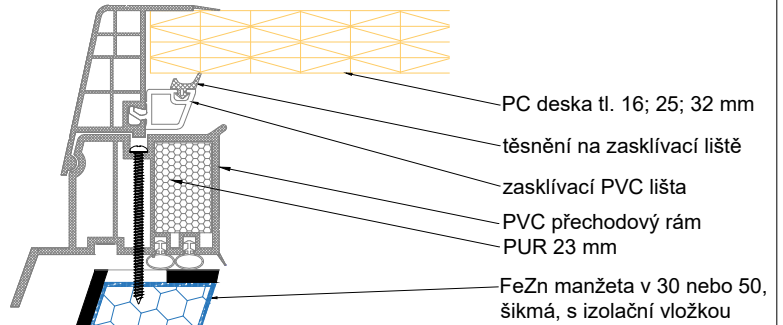 PC deska tl. 16; 25; 32 mm
těsnění na zasklívací liště
zasklívací PVC lišta
PVC přechodový rám
PUR 23 mm
FeZn manžeta v 30 nebo 50,
šikmá, s izolační vložkou